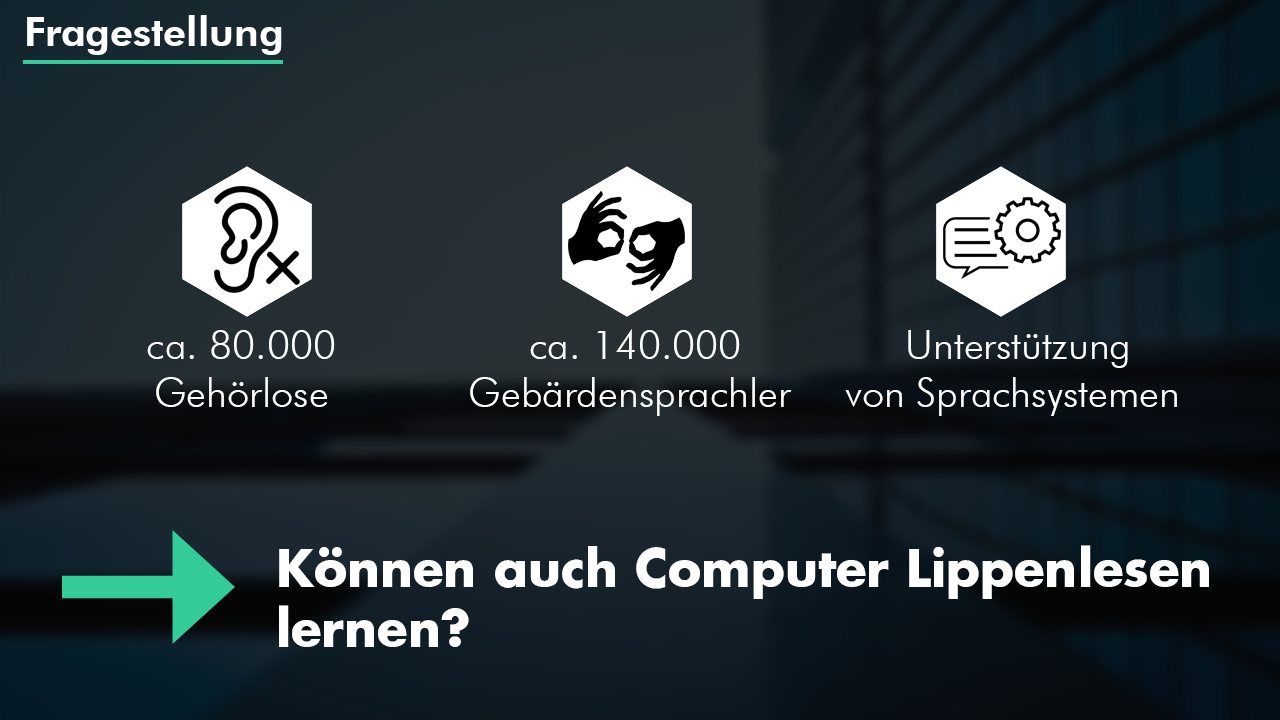 Fragestellung
ca. 80.000
Gehörlose
ca. 140.000
Gebärdensprachler
Unterstützung
von Sprachsystemen
Können auch Computer Lippenlesen
lernen?